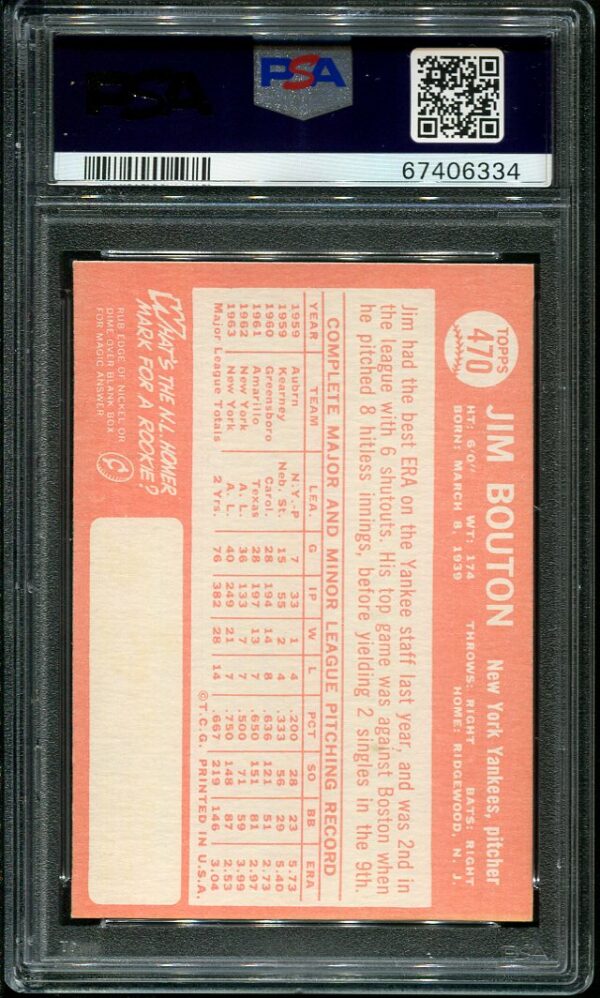 PSA
PSA
67406334
TOPPS
470
JIM BOUTON New York Yankees, pitcher
HT: 6'0" WT: 174 THROWS: RIGHT BATS: RIGHT
BORN: MARCH 8, 1939 HOME: RIDGEWOOD, N. J.
Jim had the best ERA on the Yankee staff last year, and was 2nd in
the league with 6 shutouts. His top game was against Boston when
he pitched 8 hitless innings, before yielding 2 singles in the 9th.
COMPLETE MAJOR AND MINOR LEAGUE PITCHING RECORD
YEAR TEAM LEA. G IP W L PCT SO BB ERA
1959 Aubrn N.Y.-P 7 33 1 4 .200 28 23 5.73
1959 Kearney Neb. St. 15 55 2 4 .333 56 29 5.40
1960 Greensboro Carol. 28 194 14 8 .636 121 51 2.73
1961 Amarillo Texas 28 197 13 7 .650 151 81 2.97
1962 New York A. L. 36 133 7 7 .500 71 59 3.99
1963 New York A. L. 40 249 21 7 .750 148 87 2.53
Major League Totals 2 Yrs. 76 382 28 14 .667 219 146 3.04
©T.C.G. PRINTED IN U.S.A.
WHAT'S THE N.L. HOMER
MARK FOR A ROOKIE?
RUB EDGE OF NICKEL OR
DIME OVER BLANK BOX
FOR MAGIC ANSWER
C